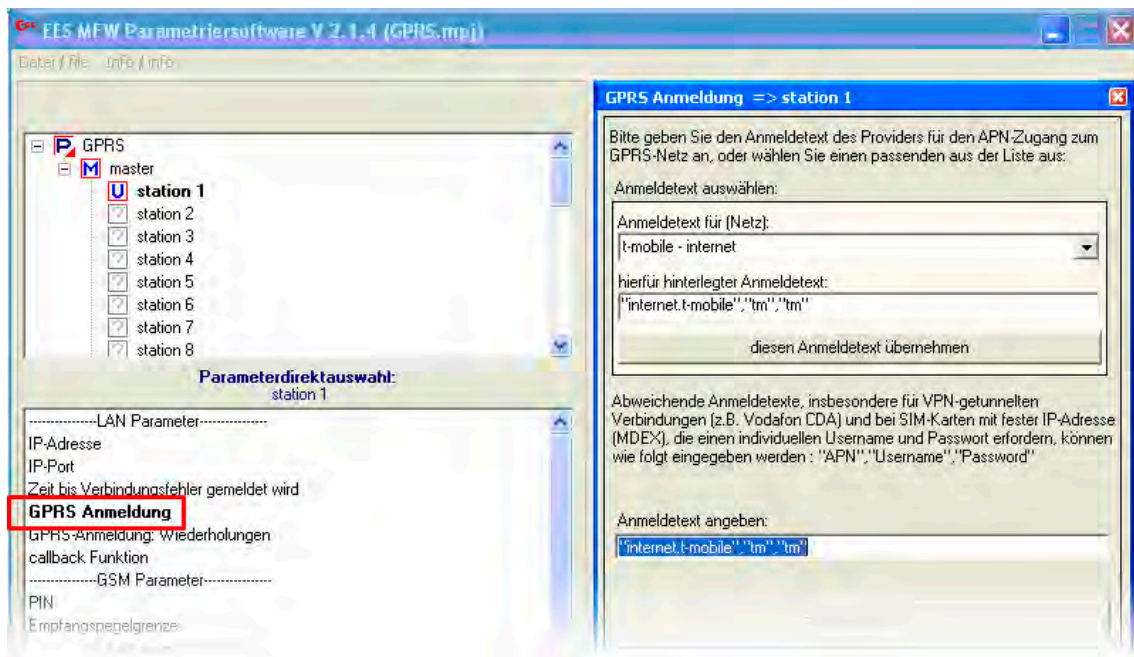 EES MFW Parametriersoftware V 2.1.4 (GPRS.mpj)
Datei / file Info / info
GPRS
master
station 1
station 2
station 3
station 4
station 5
station 6
station 7
station 8
Parameterdirektauswahl:
station 1
----------------LAN Parameter----------------
IP-Adresse
IP-Port
Zeit bis Verbindungsfehler gemeldet wird
GPRS Anmeldung
GPRS-Anmeldung: Wiederholungen
callback Funktion
----------------GSM Parameter----------------
PIN
Empfangspegelgrenze
GPRS Anmeldung => station 1
Bitte geben Sie den Anmeldetext des Providers für den APN-Zugang zum
GPRS-Netz an, oder wählen Sie einen passenden aus der Liste aus:
Anmeldetext auswählen:
Anmeldetext für (Netz):
t-mobile - internet
hierfür hinterlegter Anmeldetext:
"internet.t-mobile","tm","tm"
diesen Anmeldetext übernehmen
Abweichende Anmeldetexte, insbesondere für VPN-getunnelten
Verbindungen (z.B. Vodafon CDA) und bei SIM-Karten mit fester IP-Adresse
(MDEX), die einen individuellen Username und Passwort erfordern, können
wie folgt eingegeben werden : "APN","Username","Password"
Anmeldetext angeben:
"internet.t-mobile","tm","tm"